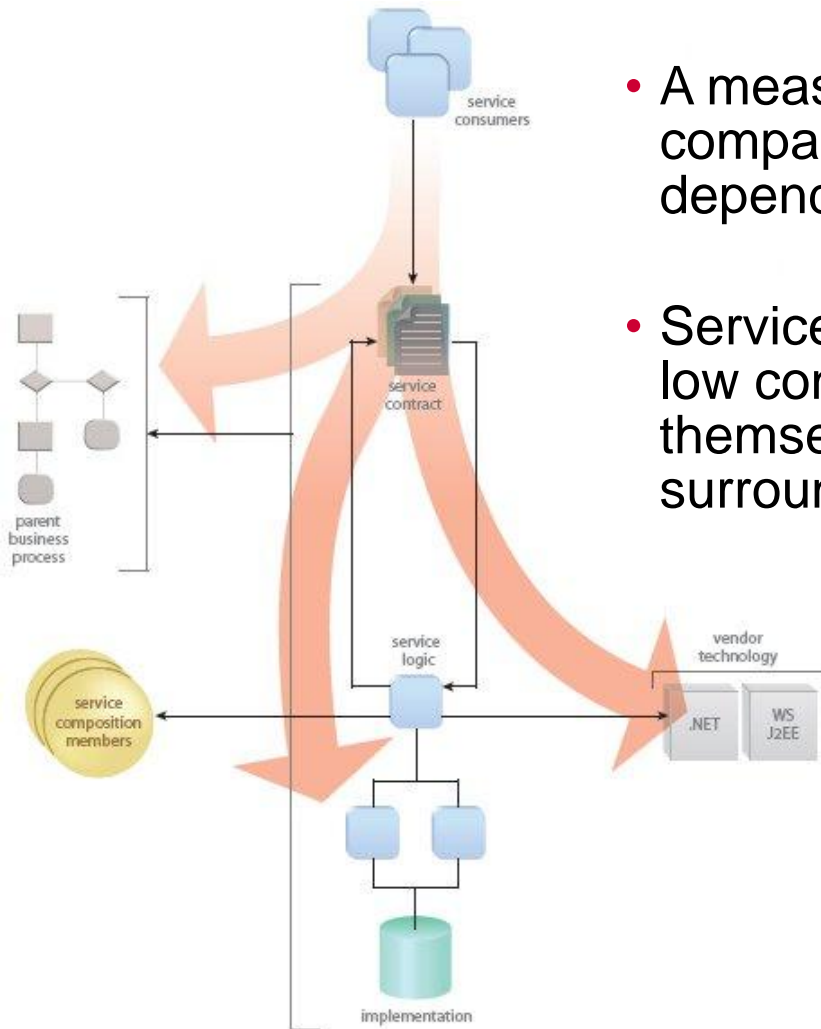 service
consumers
• A meas
compa
depend
• Service
low con
themse
surroun
service
contract
parent
business
process
service
logic
vendor
technology
service
composition
members
.NET
WS
J2EE
implementation